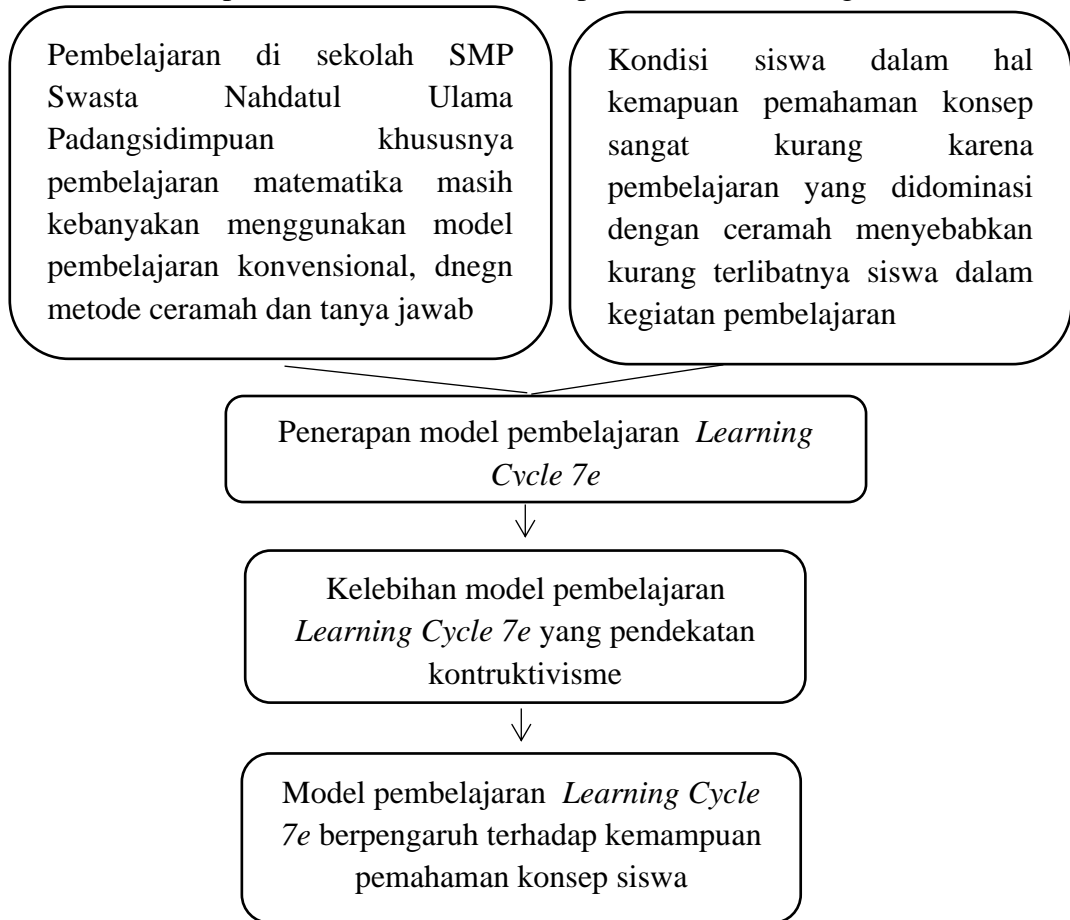 Pembelajaran di sekolah SMP
Swasta Nahdatul Ulama
Padangsidimpuan khususnya
pembelajaran matematika masih
kebanyakan menggunakan model
pembelajaran konvensional, dnegn
metode ceramah dan tanya jawab
Kondisi siswa dalam hal
kemapuan pemahaman konsep
sangat kurang karena
pembelajaran yang didominasi
dengan ceramah menyebabkan
kurang terlibatnya siswa dalam
kegiatan pembelajaran
Penerapan model pembelajaran Learning
Cycle 7e
Kelebihan model pembelajaran
Learning Cycle 7e yang pendekatan
kontruktivisme
Model pembelajaran Learning Cycle
7e berpengaruh terhadap kemampuan
pemahaman konsep siswa